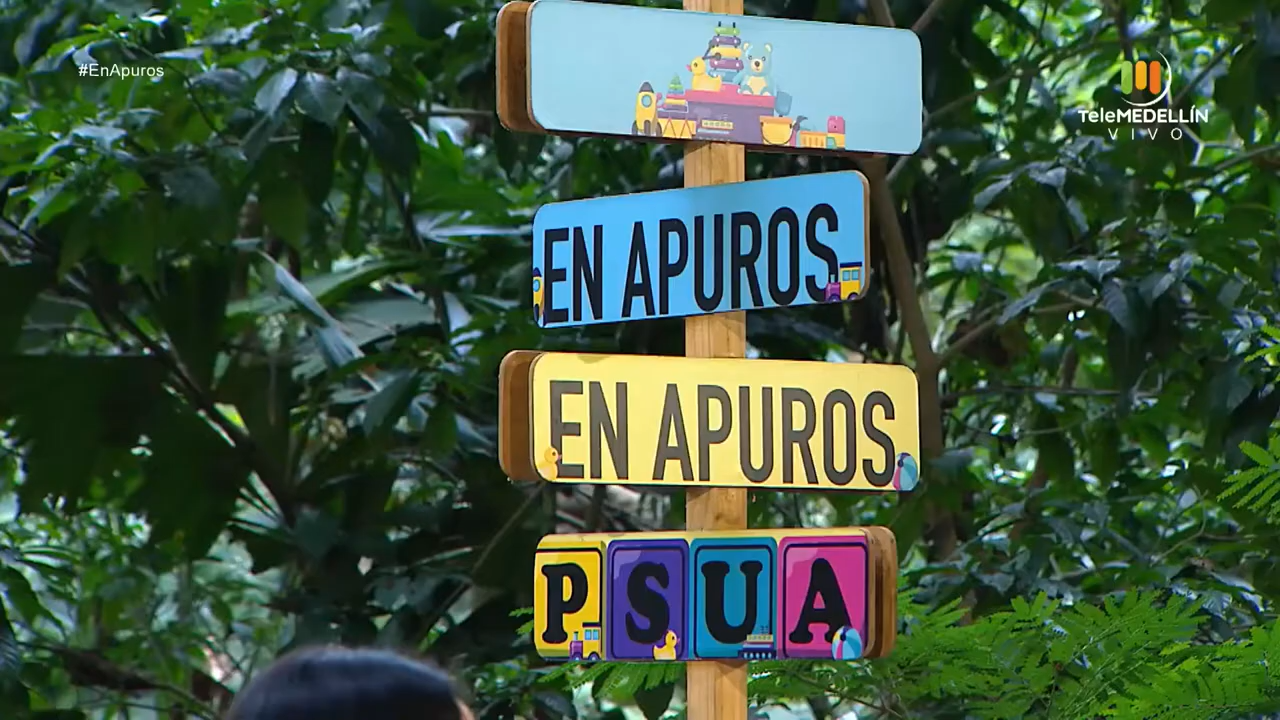 #EnApuros
TeleMEDELLÍN
VIVO
EN APUROS
EN APUROS
PSUA